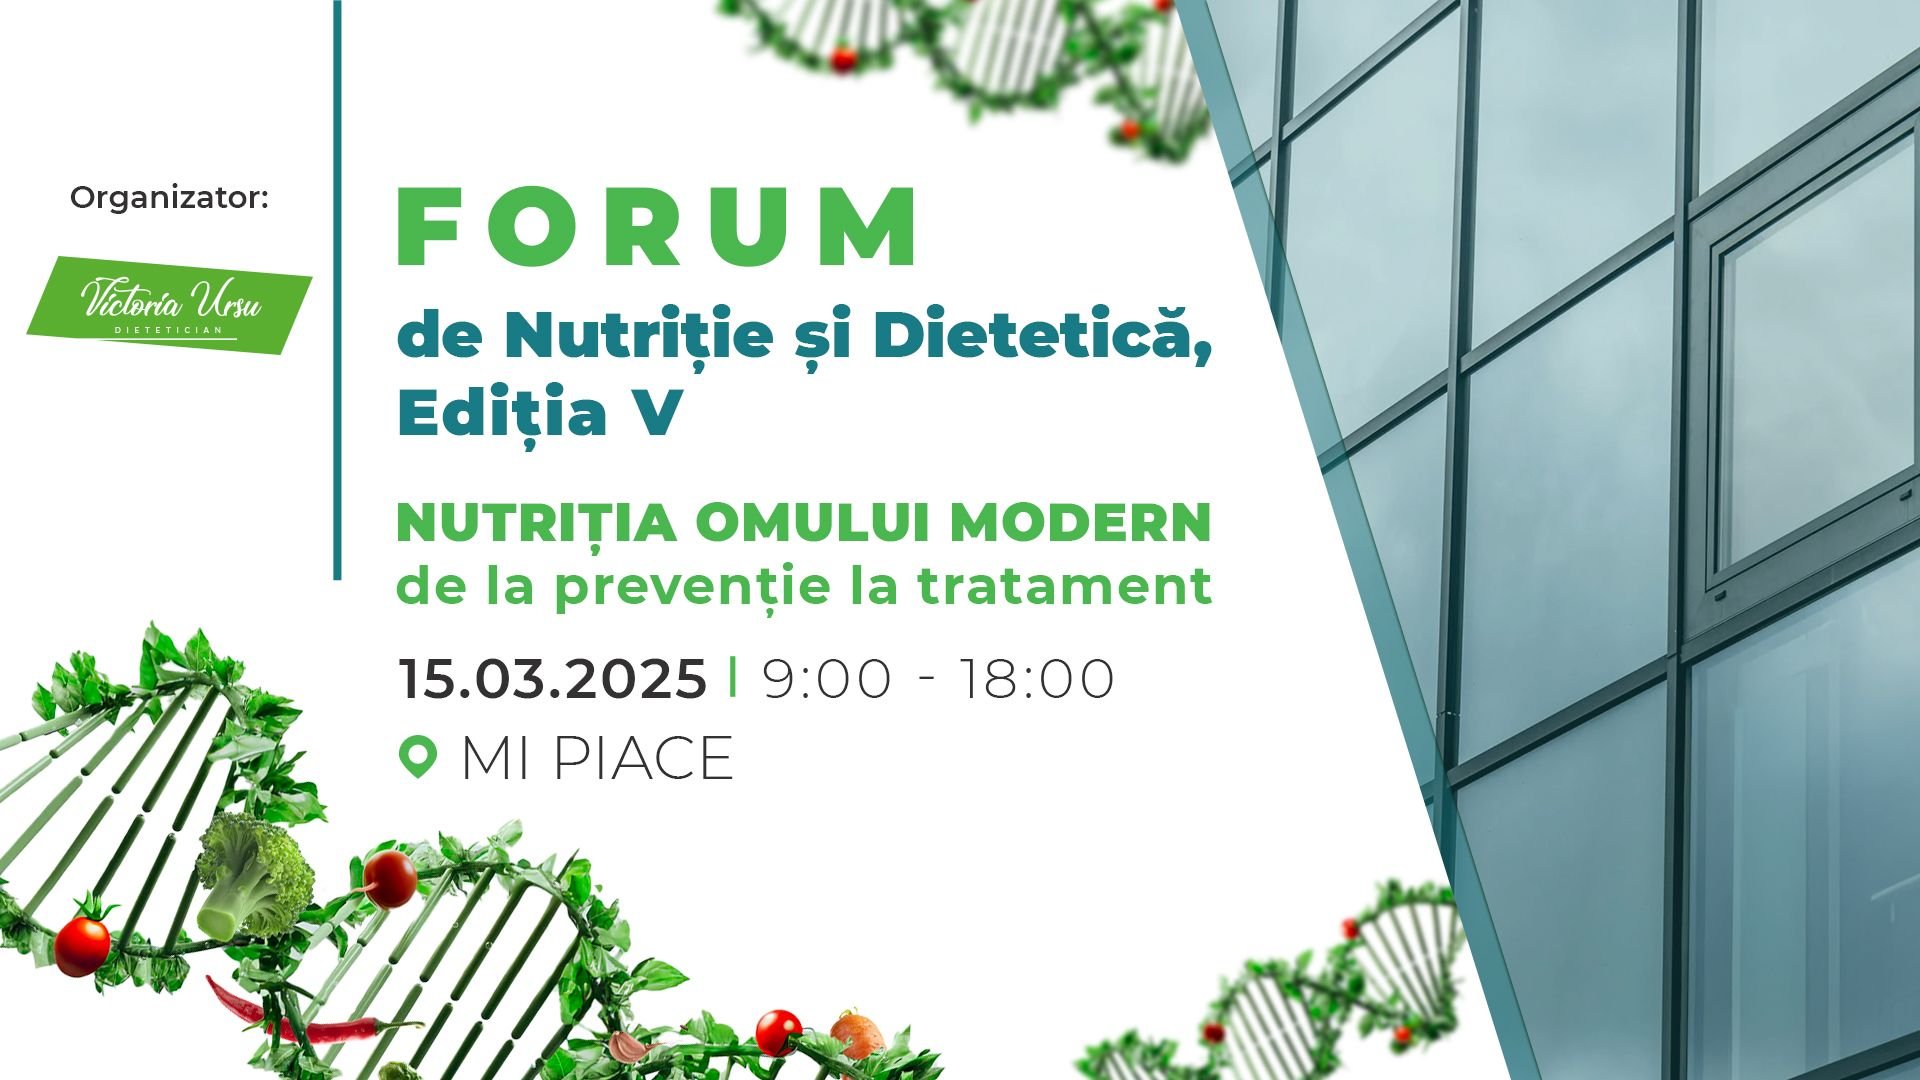 Organizator:
Victoria Ursu
DIETETICIAN
FORUM
de Nutriție și Dietetică,
Ediția V
NUTRIȚIA OMULUI MODERN
de la prevenție la tratament
15.03.2025 | 9:00 - 18:00
MI PIACE